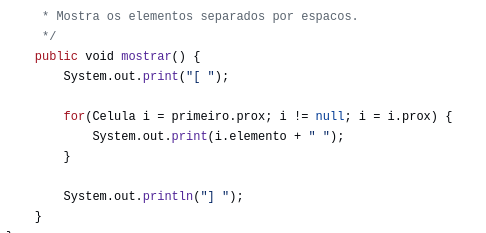 * Mostra os elementos separados por espacos.
*/
public void mostrar() {
System.out.print("[ ");
for(Celula i = primeiro.prox; i != null; i = i.prox) {
System.out.print(i.elemento + " ");
}
System.out.println("] ");
}